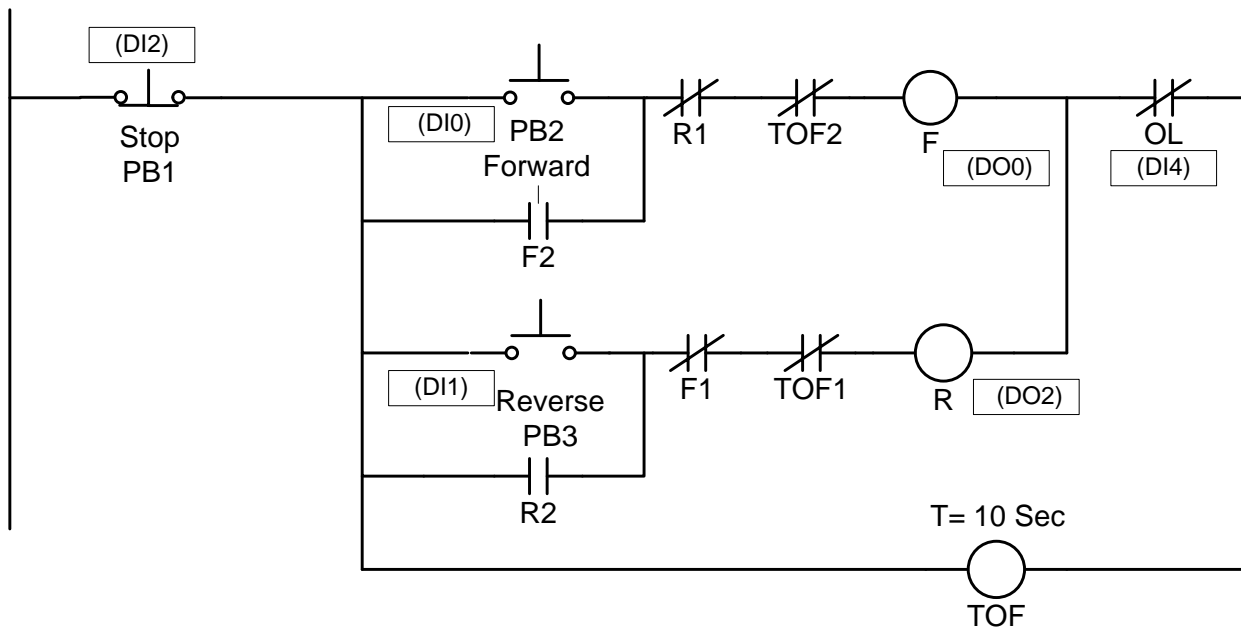 (DI2)
Stop
PB1
(DI0)
PB2
Forward
R1
TOF2
F
(DO0)
OL
(DI4)
F2
(DI1)
Reverse
PB3
F1
TOF1
R
(DO2)
R2
T= 10 Sec
TOF